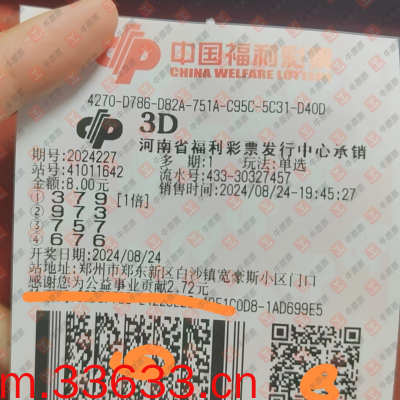 中国福利彩票
CHINA WELFARE LOTTERY
4270-D786-D82A-751A-C95C-5C31-D40D
3D
河南省福利彩票发行中心承销
期号:2024227 多期:1 玩法:单选
站号:41011642 流水号:433-30327457
金额:8.00元 销售时间:2024/08/24-19:45:27
① 3 7 9 [1倍]
② 9 7 3
③ 7 5 7
④ 6 7 6
开奖日期:2024/08/24
站地址:郑州市郑东新区白沙镇宽豪斯小区门口
感谢您为公益事业贡献2.72元
-1AD699E5
m.33633.cn